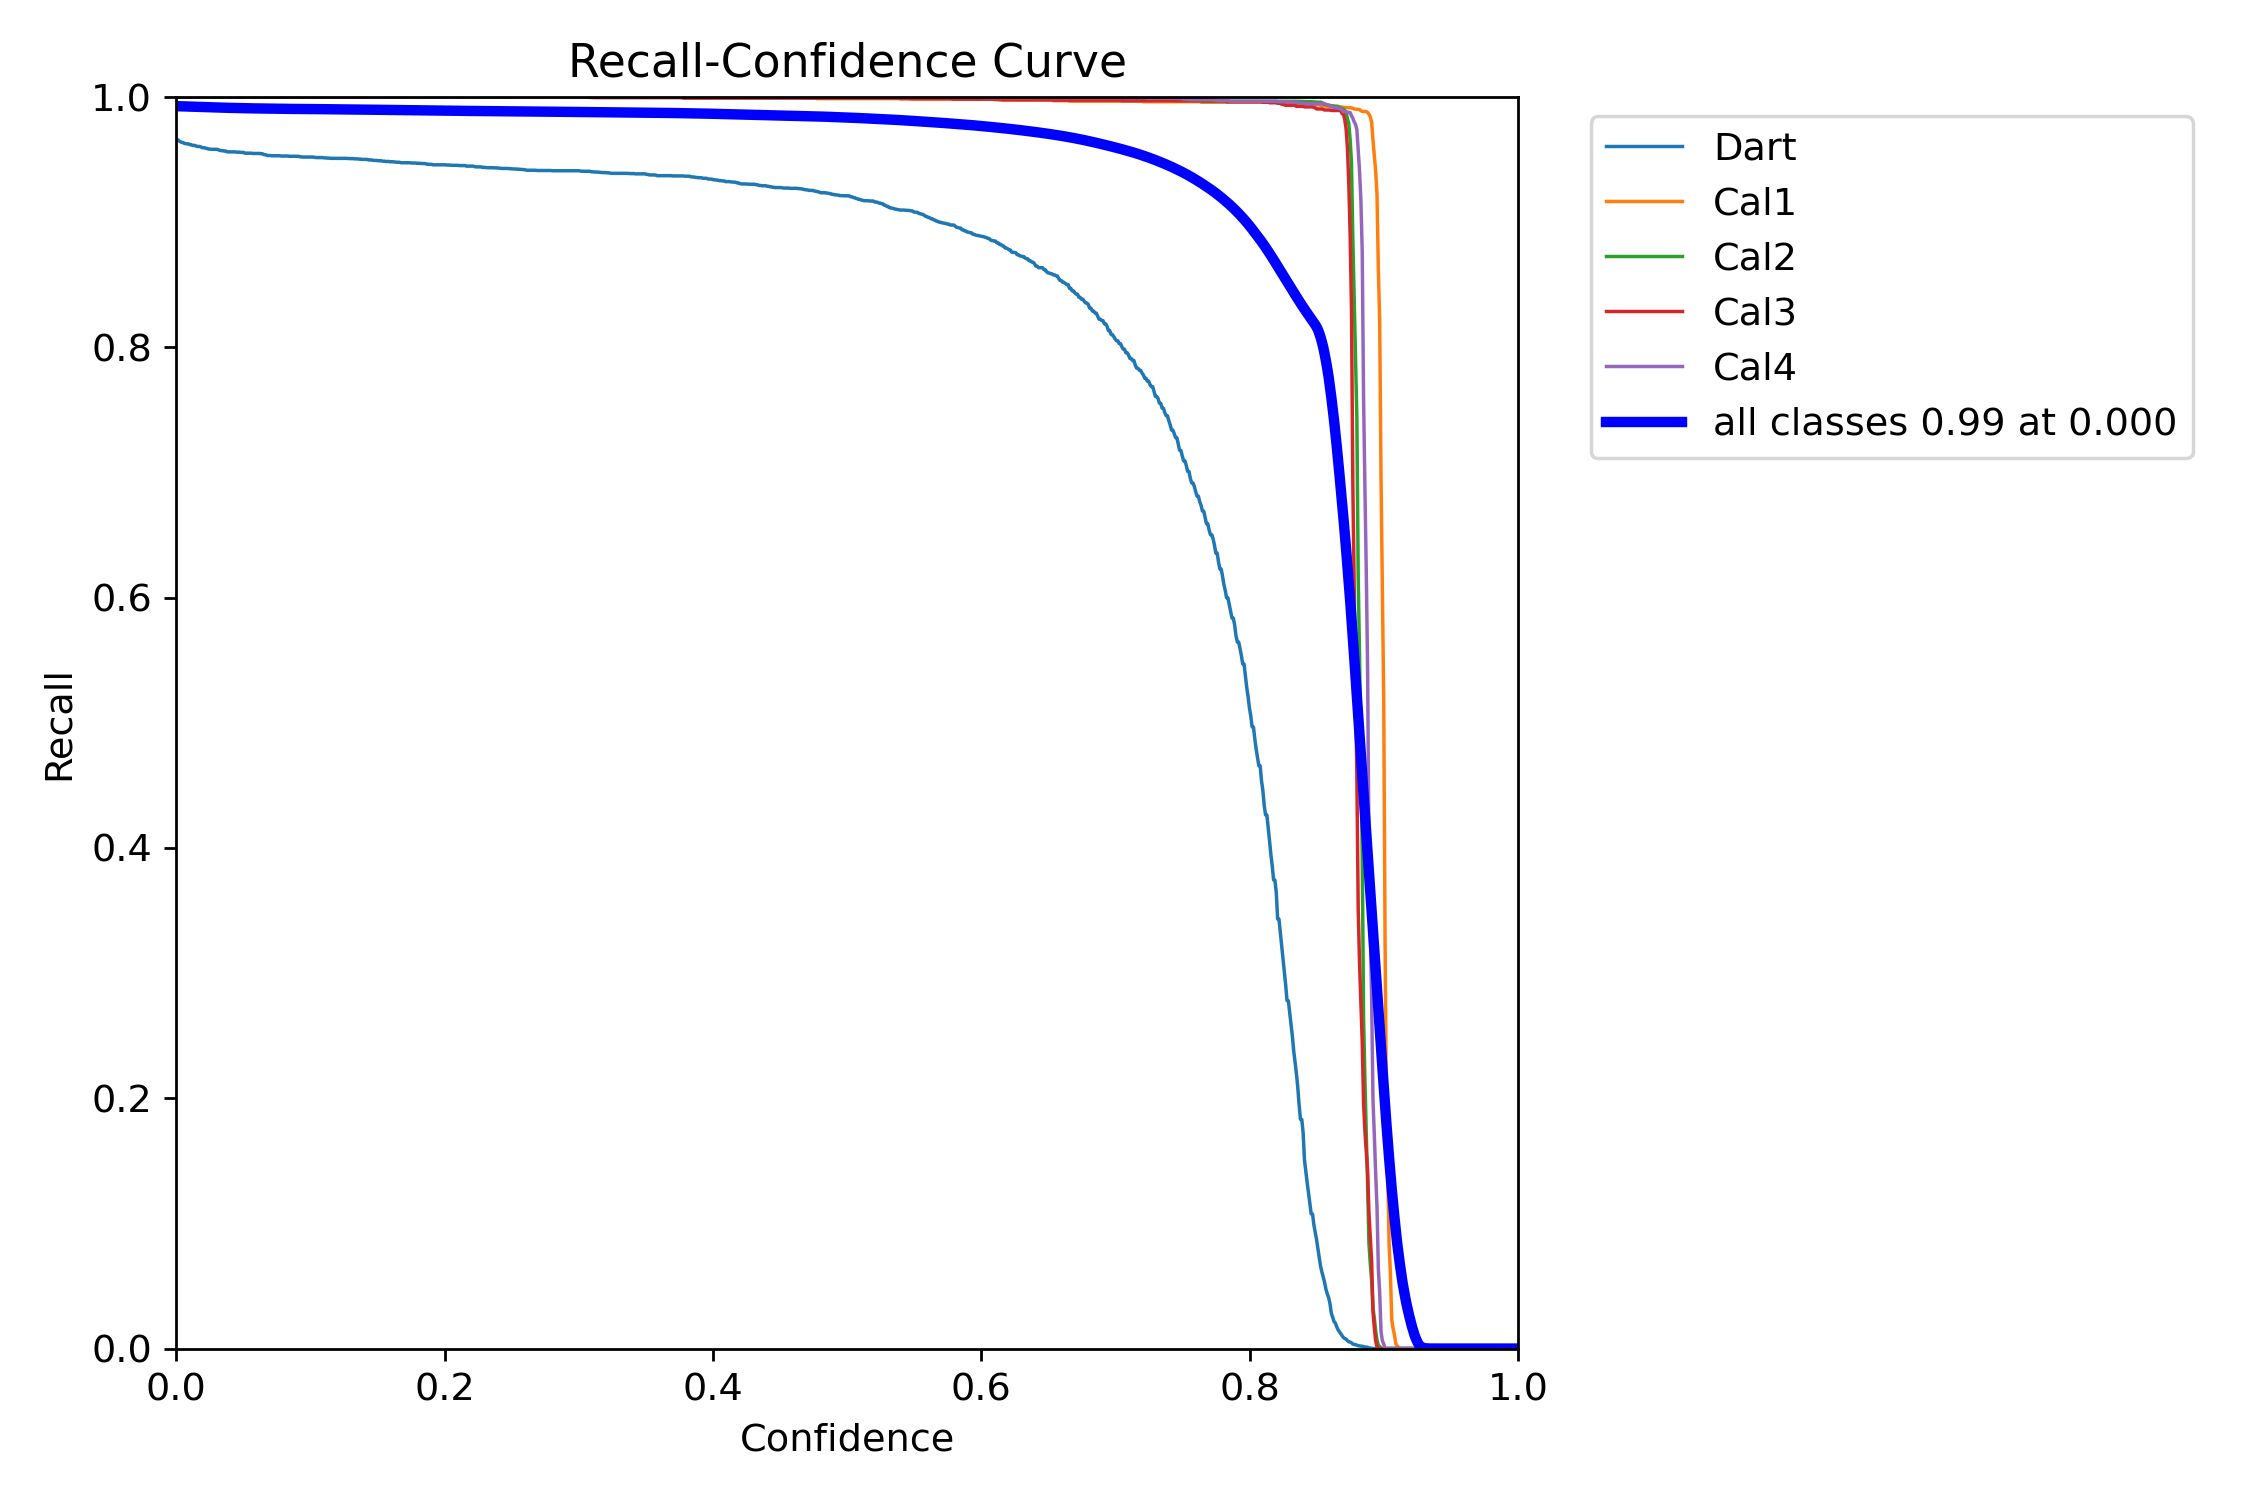 Recall-Confidence Curve
1.0
0.8
0.6
0.4
0.2
0.0
Recall
0.0 0.2 0.4 0.6 0.8 1.0
Confidence
Dart
Cal1
Cal2
Cal3
Cal4
all classes 0.99 at 0.000